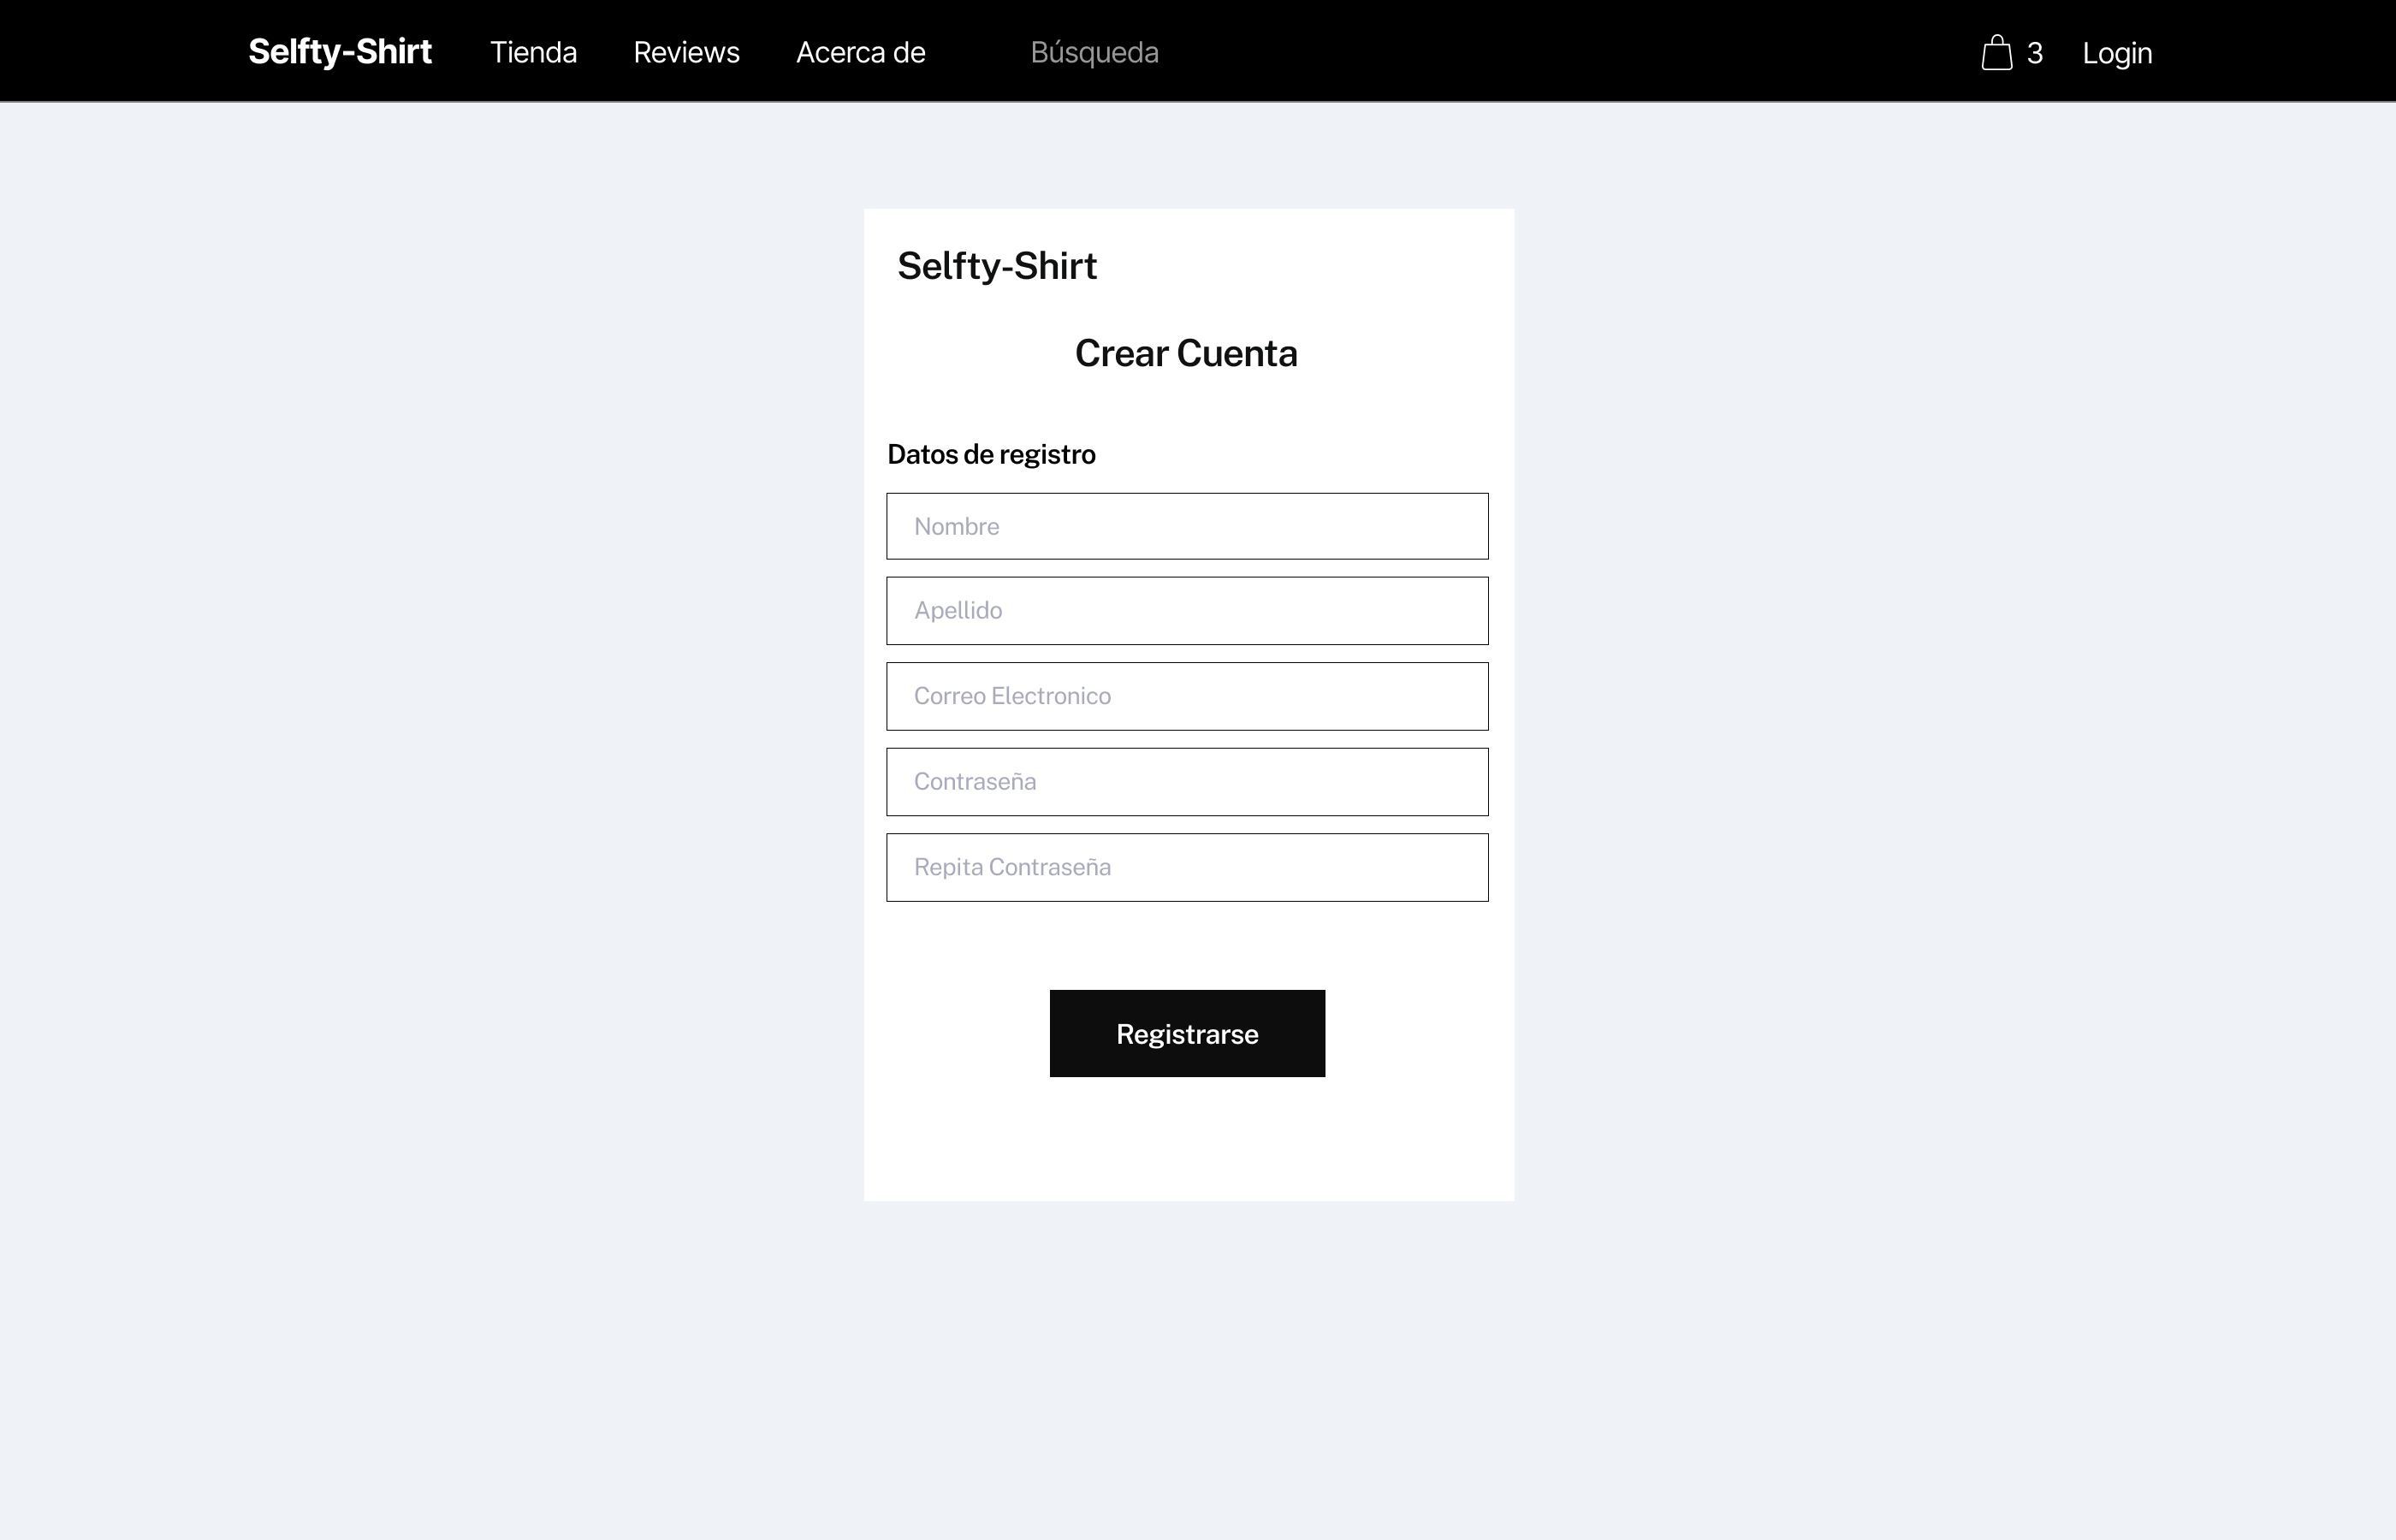 Selfty-Shirt Tienda Reviews Acerca de Búsqueda 3 Login
Selfty-Shirt
Crear Cuenta
Datos de registro
Nombre
Apellido
Correo Electronico
Contraseña
Repita Contraseña
Registrarse